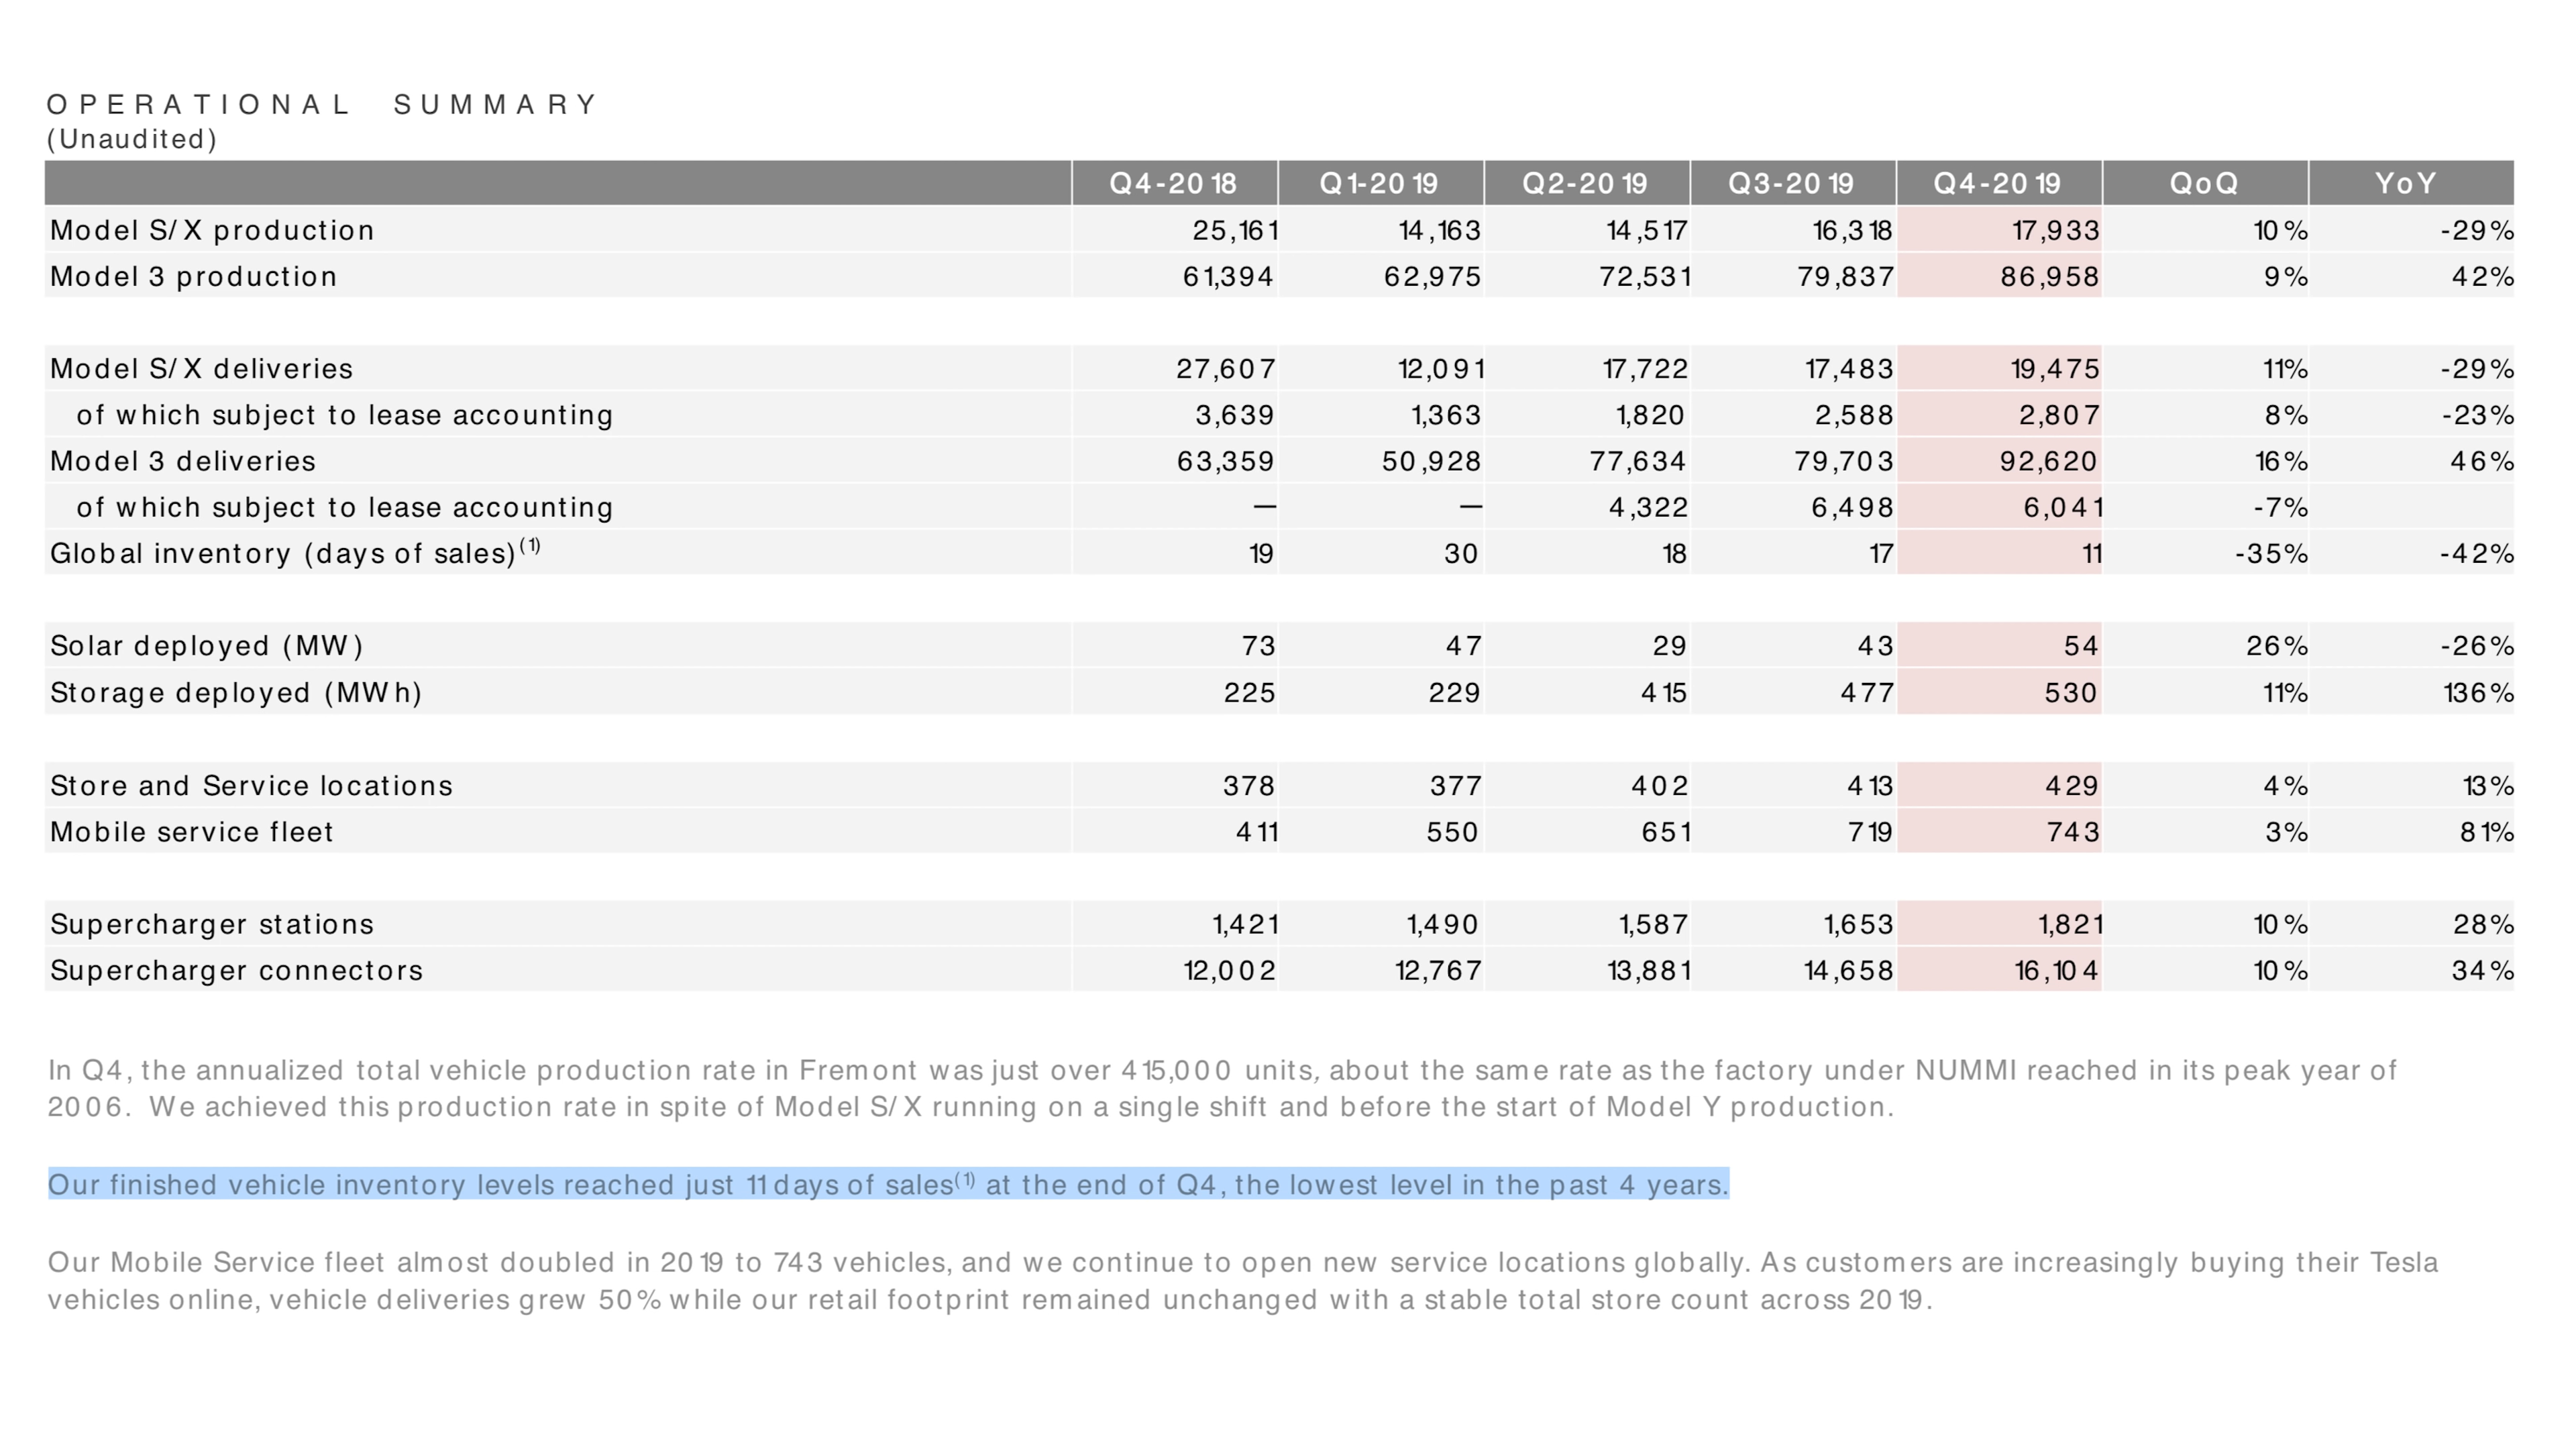 OPERATIONAL SUMMARY
(Unaudited)
Q4-2018 Q1-2019 Q2-2019 Q3-2019 Q4-2019 QoQ YoY
Model S/X production 25,161 14,163 14,517 16,318 17,933 10% -29%
Model 3 production 61,394 62,975 72,531 79,837 86,958 9% 42%
Model S/X deliveries 27,607 12,091 17,722 17,483 19,475 11% -29%
of which subject to lease accounting 3,639 1,363 1,820 2,588 2,807 8% -23%
Model 3 deliveries 63,359 50,928 77,634 79,703 92,620 16% 46%
of which subject to lease accounting — — 4,322 6,498 6,041 -7%
Global inventory (days of sales)(1) 19 30 18 17 11 -35% -42%
Solar deployed (MW) 73 47 29 43 54 26% -26%
Storage deployed (MWh) 225 229 415 477 530 11% 136%
Store and Service locations 378 377 402 413 429 4% 13%
Mobile service fleet 411 550 651 719 743 3% 81%
Supercharger stations 1,421 1,490 1,587 1,653 1,821 10% 28%
Supercharger connectors 12,002 12,767 13,881 14,658 16,104 10% 34%
In Q4, the annualized total vehicle production rate in Fremont was just over 415,000 units, about the same rate as the factory under NUMMI reached in its peak year of
2006. We achieved this production rate in spite of Model S/X running on a single shift and before the start of Model Y production.
Our finished vehicle inventory levels reached just 11 days of sales(1) at the end of Q4, the lowest level in the past 4 years.
Our Mobile Service fleet almost doubled in 2019 to 743 vehicles, and we continue to open new service locations globally. As customers are increasingly buying their Tesla
vehicles online, vehicle deliveries grew 50% while our retail footprint remained unchanged with a stable total store count across 2019.